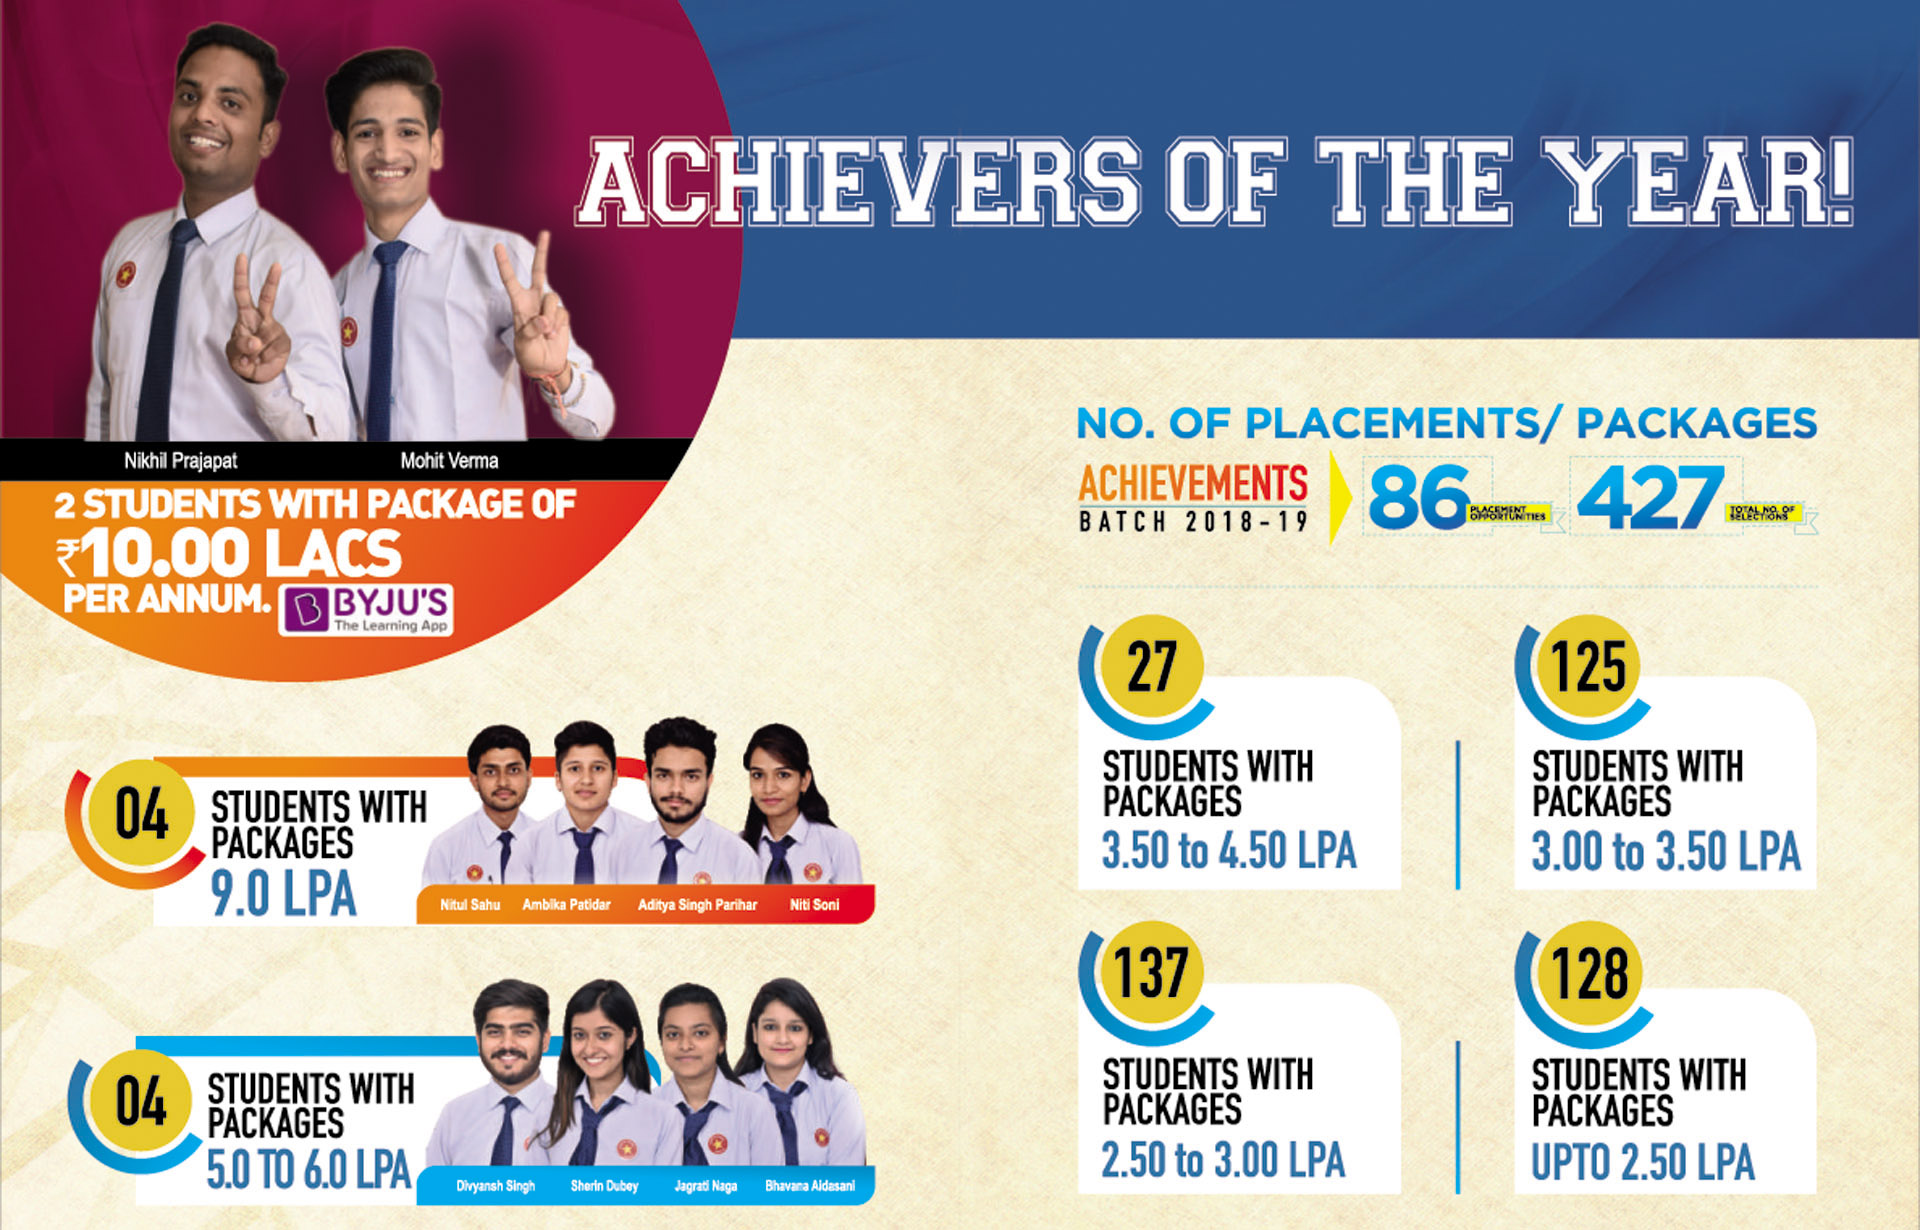 ACHIEVERS OF THE YEAR!
Nikhil Prajapat
Mohit Verma
2 STUDENTS WITH PACKAGE OF
₹10.00 LACS
PER ANNUM.
B BYJU'S
The Learning App
NO. OF PLACEMENTS/ PACKAGES
ACHIEVEMENTS
BATCH 2018-19
86 PLACEMENT
OPPORTUNITIES
427 TOTAL NO. OF
SELECTIONS
04
STUDENTS WITH
PACKAGES
9.0 LPA
Nitul Sahu
Ambika Patidar
Aditya Singh Parihar
Niti Soni
04
STUDENTS WITH
PACKAGES
5.0 TO 6.0 LPA
Divyansh Singh
Sherin Dubey
Jagrati Naga
Bhavana Aidasani
27
STUDENTS WITH
PACKAGES
3.50 to 4.50 LPA
125
STUDENTS WITH
PACKAGES
3.00 to 3.50 LPA
137
STUDENTS WITH
PACKAGES
2.50 to 3.00 LPA
128
STUDENTS WITH
PACKAGES
UPTO 2.50 LPA